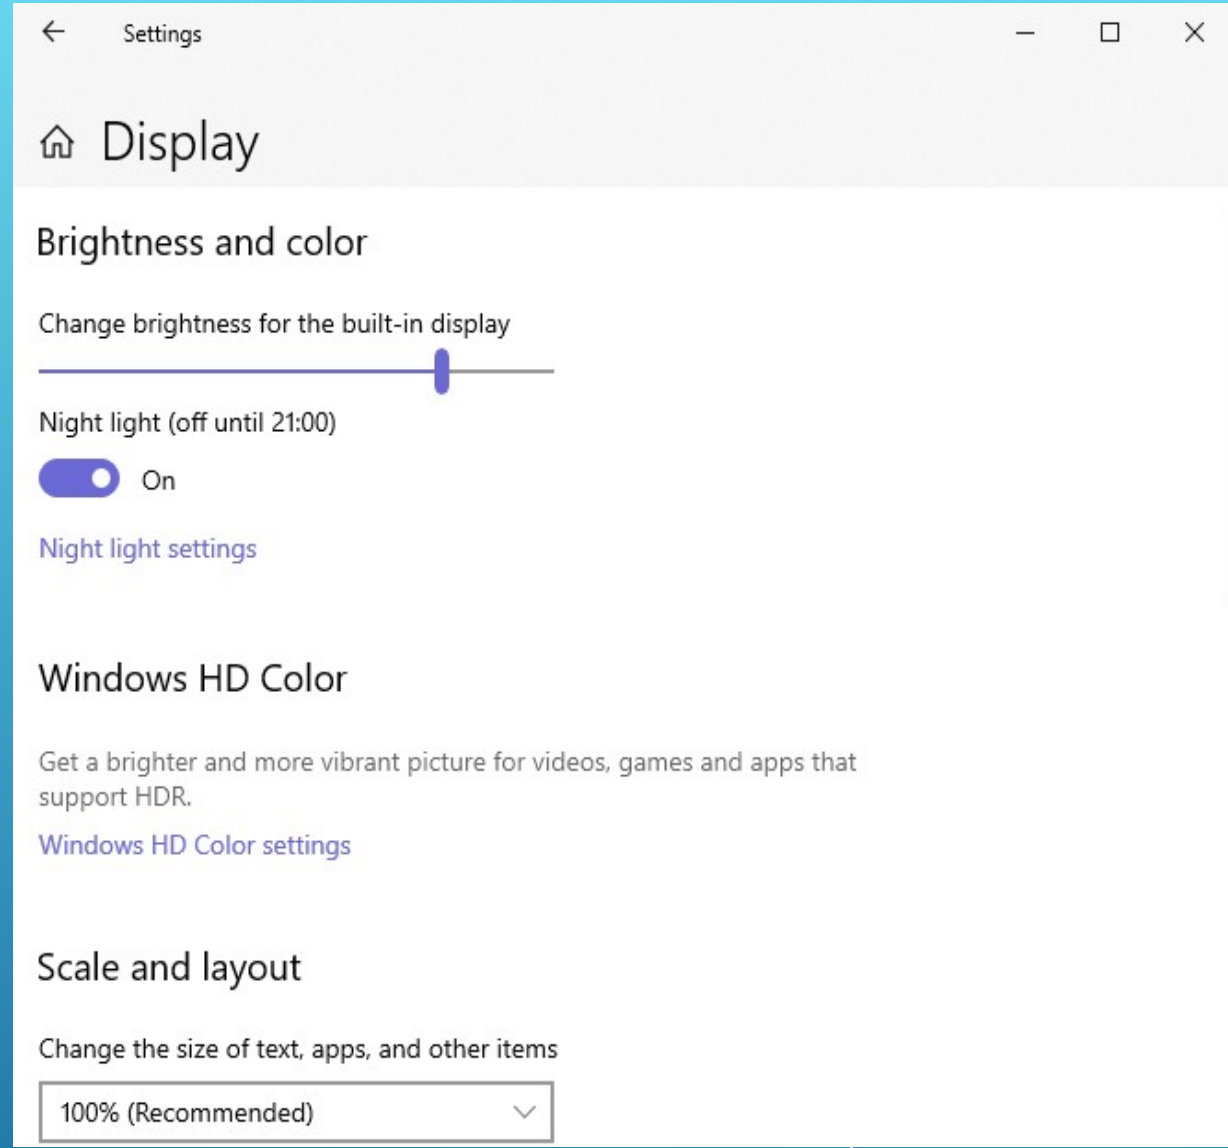 Settings
Display
Brightness and color
Change brightness for the built-in display
Night light (off until 21:00)
On
Night light settings
Windows HD Color
Get a brighter and more vibrant picture for videos, games and apps that
support HDR.
Windows HD Color settings
Scale and layout
Change the size of text, apps, and other items
100% (Recommended)